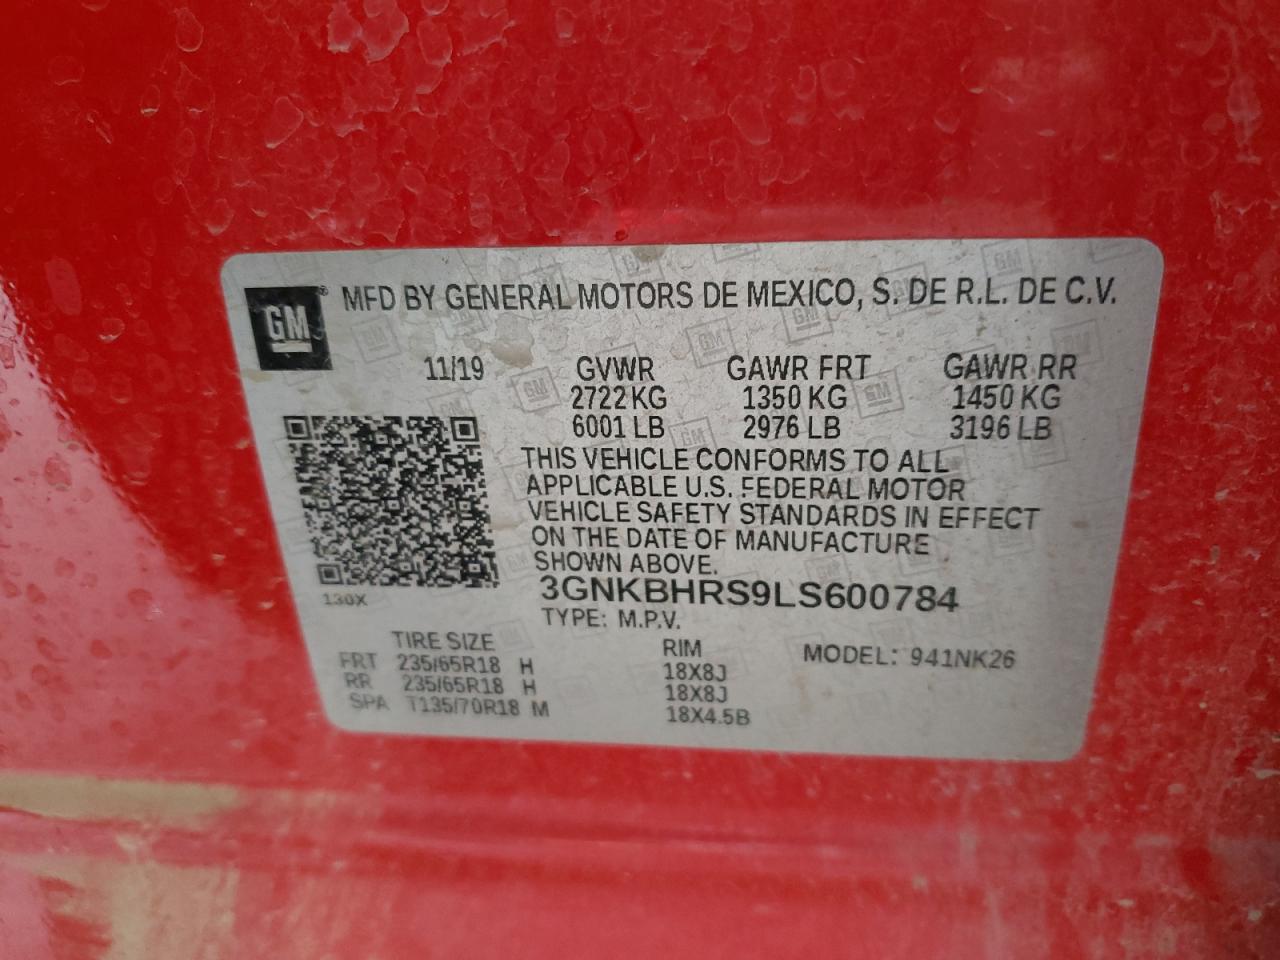 GM® MFD BY GENERAL MOTORS DE MEXICO, S. DE R.L. DE C.V.
11/19 GVWR GAWR FRT GAWR RR
2722 KG 1350 KG 1450 KG
6001 LB 2976 LB 3196 LB
THIS VEHICLE CONFORMS TO ALL
APPLICABLE U.S. FEDERAL MOTOR
VEHICLE SAFETY STANDARDS IN EFFECT
ON THE DATE OF MANUFACTURE
SHOWN ABOVE.
130X 3GNKBHRS9LS600784
TYPE: M.P.V.
TIRE SIZE RIM MODEL: 941NK26
FRT 235/65R18 H 18X8J
RR 235/65R18 H 18X8J
SPA T135/70R18 M 18X4.5B